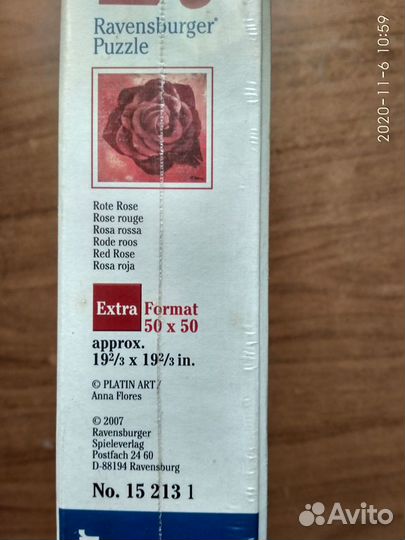 Ravensburger®
Puzzle
Rote Rose
Rose rouge
Rosa rossa
Rode roos
Red Rose
Rosa roja
Extra Format
50 x 50
approx.
19²/₃ x 19²/₃ in.
© PLATIN ART/
Anna Flores
© 2007
Ravensburger
Spieleverlag
Postfach 24 60
D-88194 Ravensburg
No. 15 213 1
2020-11-6 10:59
Avito